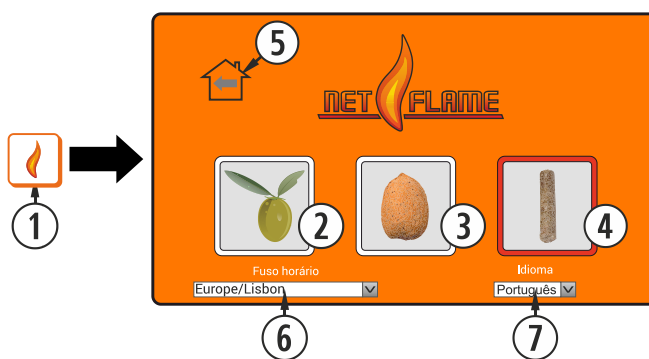 5
NET FLAME
1
2
3
4
Fuso horário
Idioma
Europe/Lisbon
Português
6
7